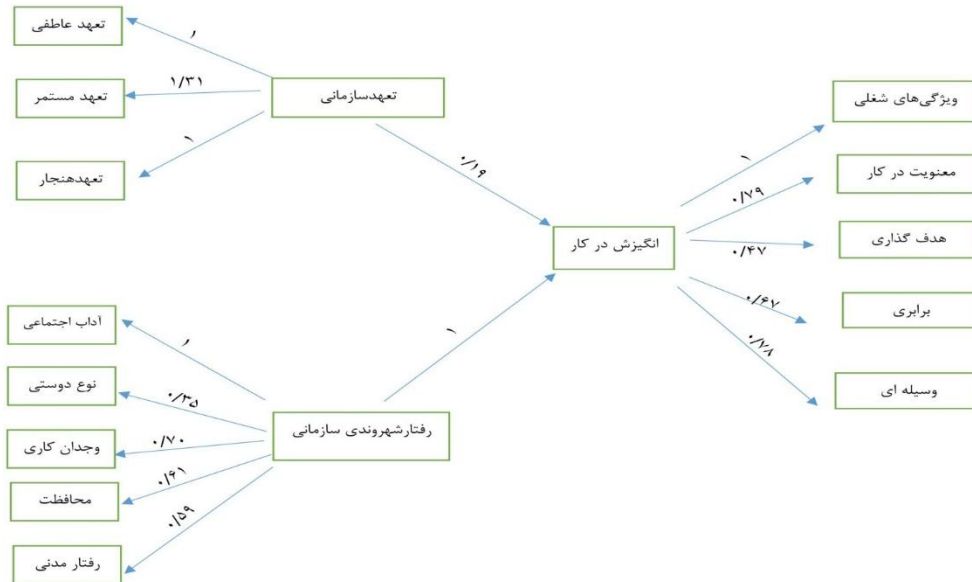 تعهد عاطفی
۱
تعهد مستمر
۱/۳۱
تعهدهنجار
۱
تعهدسازمانی
۰/۱۹
ویژگی‌های شغلی
۱
معنویت در کار
۰/۷۹
هدف گذاری
۰/۴۷
برابری
۰/۶۷
وسیله ای
۰/۷۸
انگیزش در کار
آداب اجتماعی
۱
نوع دوستی
۰/۳۵
وجدان کاری
۰/۷۰
محافظت
۰/۶۱
رفتار مدنی
۰/۵۹
رفتارشهروندی سازمانی
۱